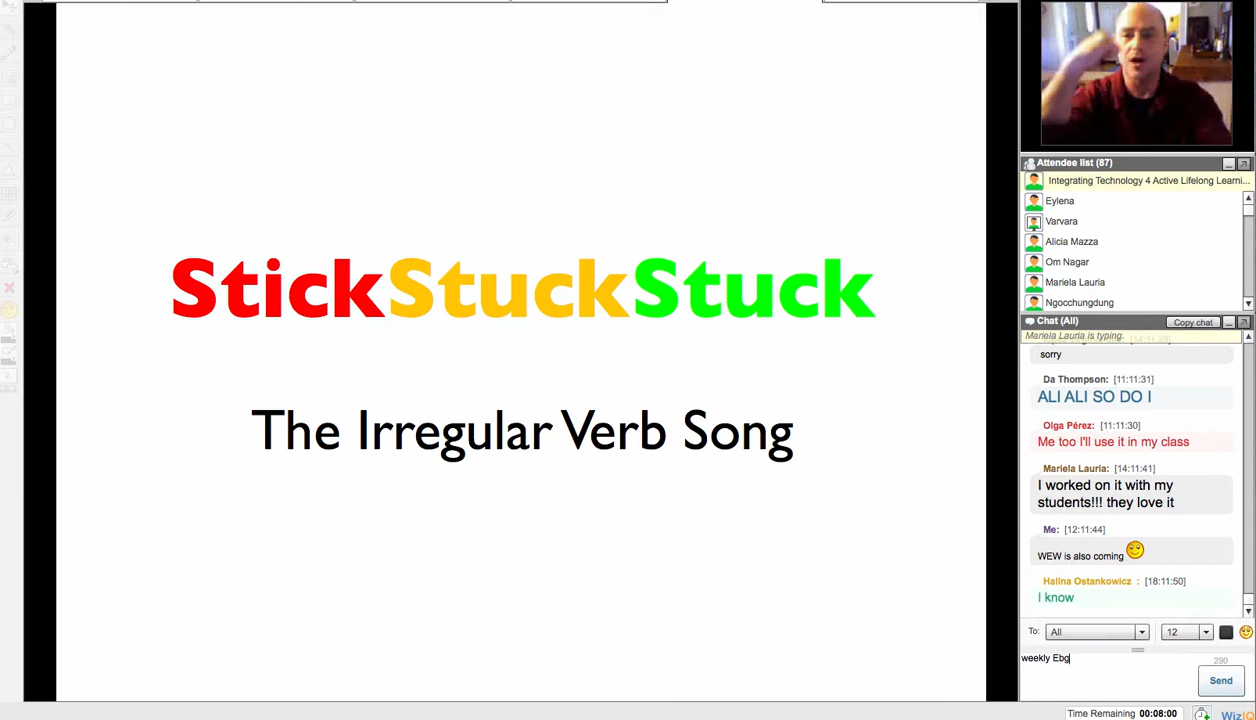 StickStuckStuck
The Irregular Verb Song
Attendee list (87)
Integrating Technology 4 Active Lifelong Learni...
Eylena
Varvara
Alicia Mazza
Om Nagar
Mariela Lauria
Ngocchungdung
Chat (All)
Copy chat
Mariela Lauria is typing.
sorry
Da Thompson: [11:11:31]
ALI ALI SO DO I
Olga Pérez: [11:11:30]
Me too I'll use it in my class
Mariela Lauria: [14:11:41]
I worked on it with my
students!!! they love it
Me: [12:11:44]
WEW is also coming
Halina Ostankowicz : [18:11:50]
I know
To: All 12
weekly Ebg
290
Send
Time Remaining 00:08:00
WizIQ